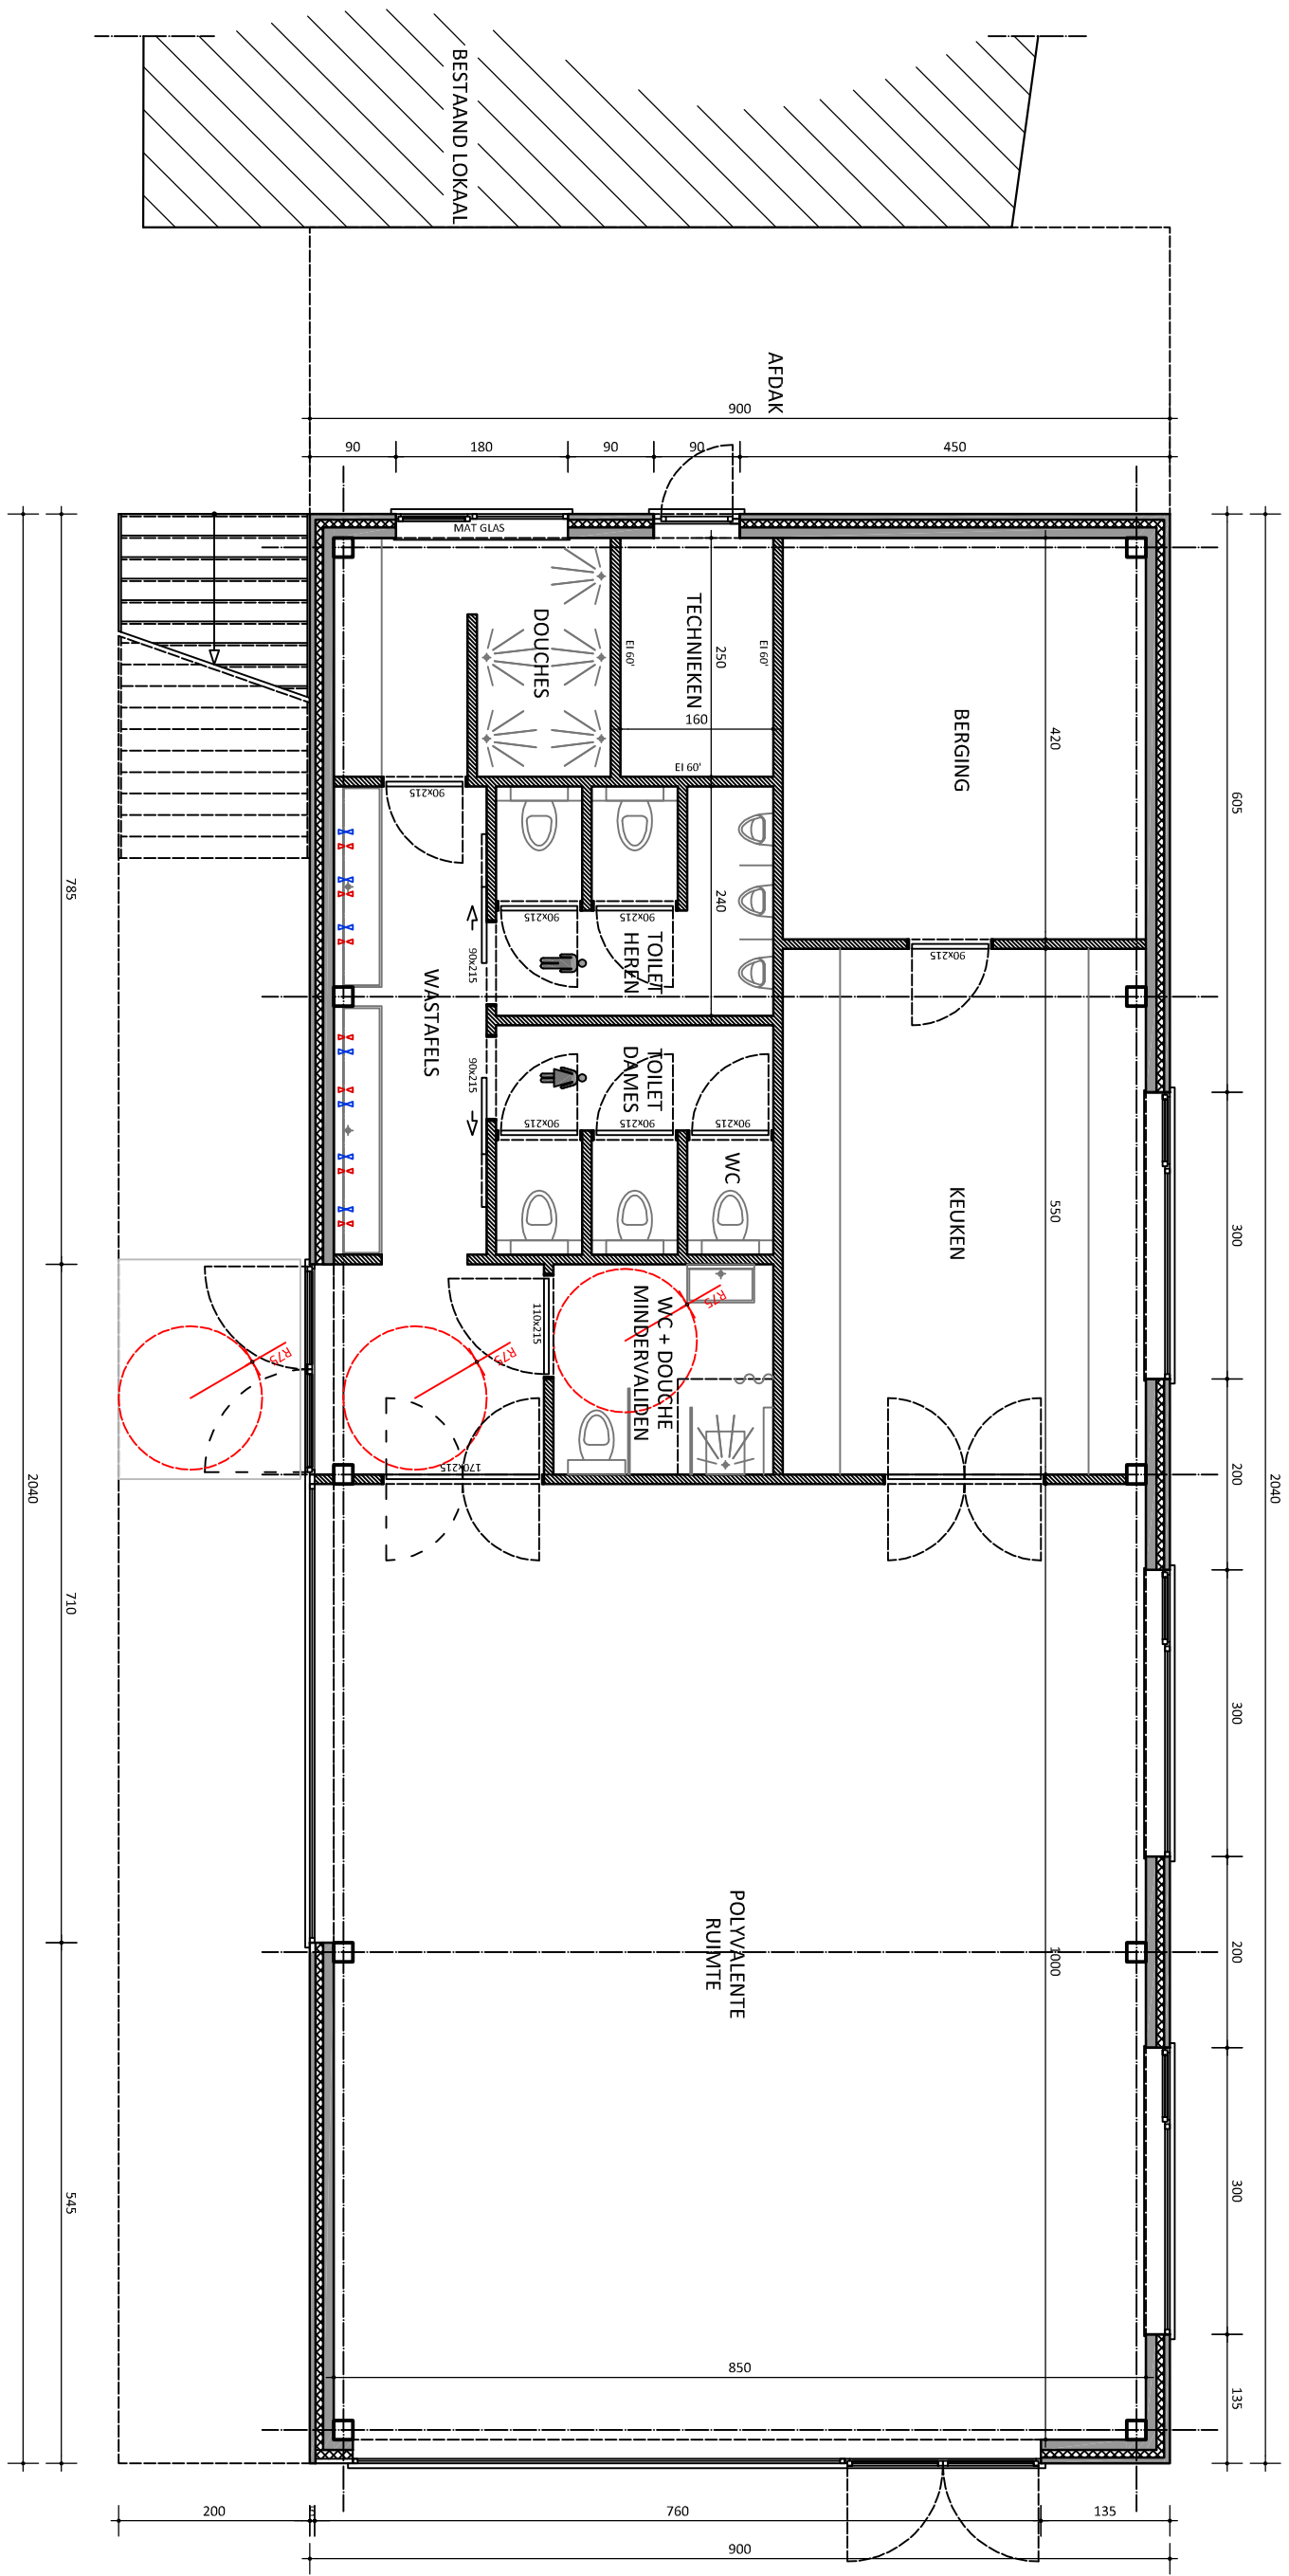 BESTAAND LOKAAL
AFDAK
900
90
180
90
90
450
MAT GLAS
DOUCHES
TECHNIEKEN
EI 60'
EI 60'
EI 60'
250
160
BERGING
420
605
785
2040
90x215
90x215
90x215
90x215
TOILET
HEREN
240
90x215
WASTAFELS
90x215
TOILET
DAMES
90x215
90x215
90x215
WC
KEUKEN
550
300
110x215
WC + DOUCHE
MINDERVALIDEN
R75
R75
R75
170x215
200
2040
2040
710
300
POLYVALENTE
RUIMTE
1000
200
545
300
850
135
200
5
760
135
900